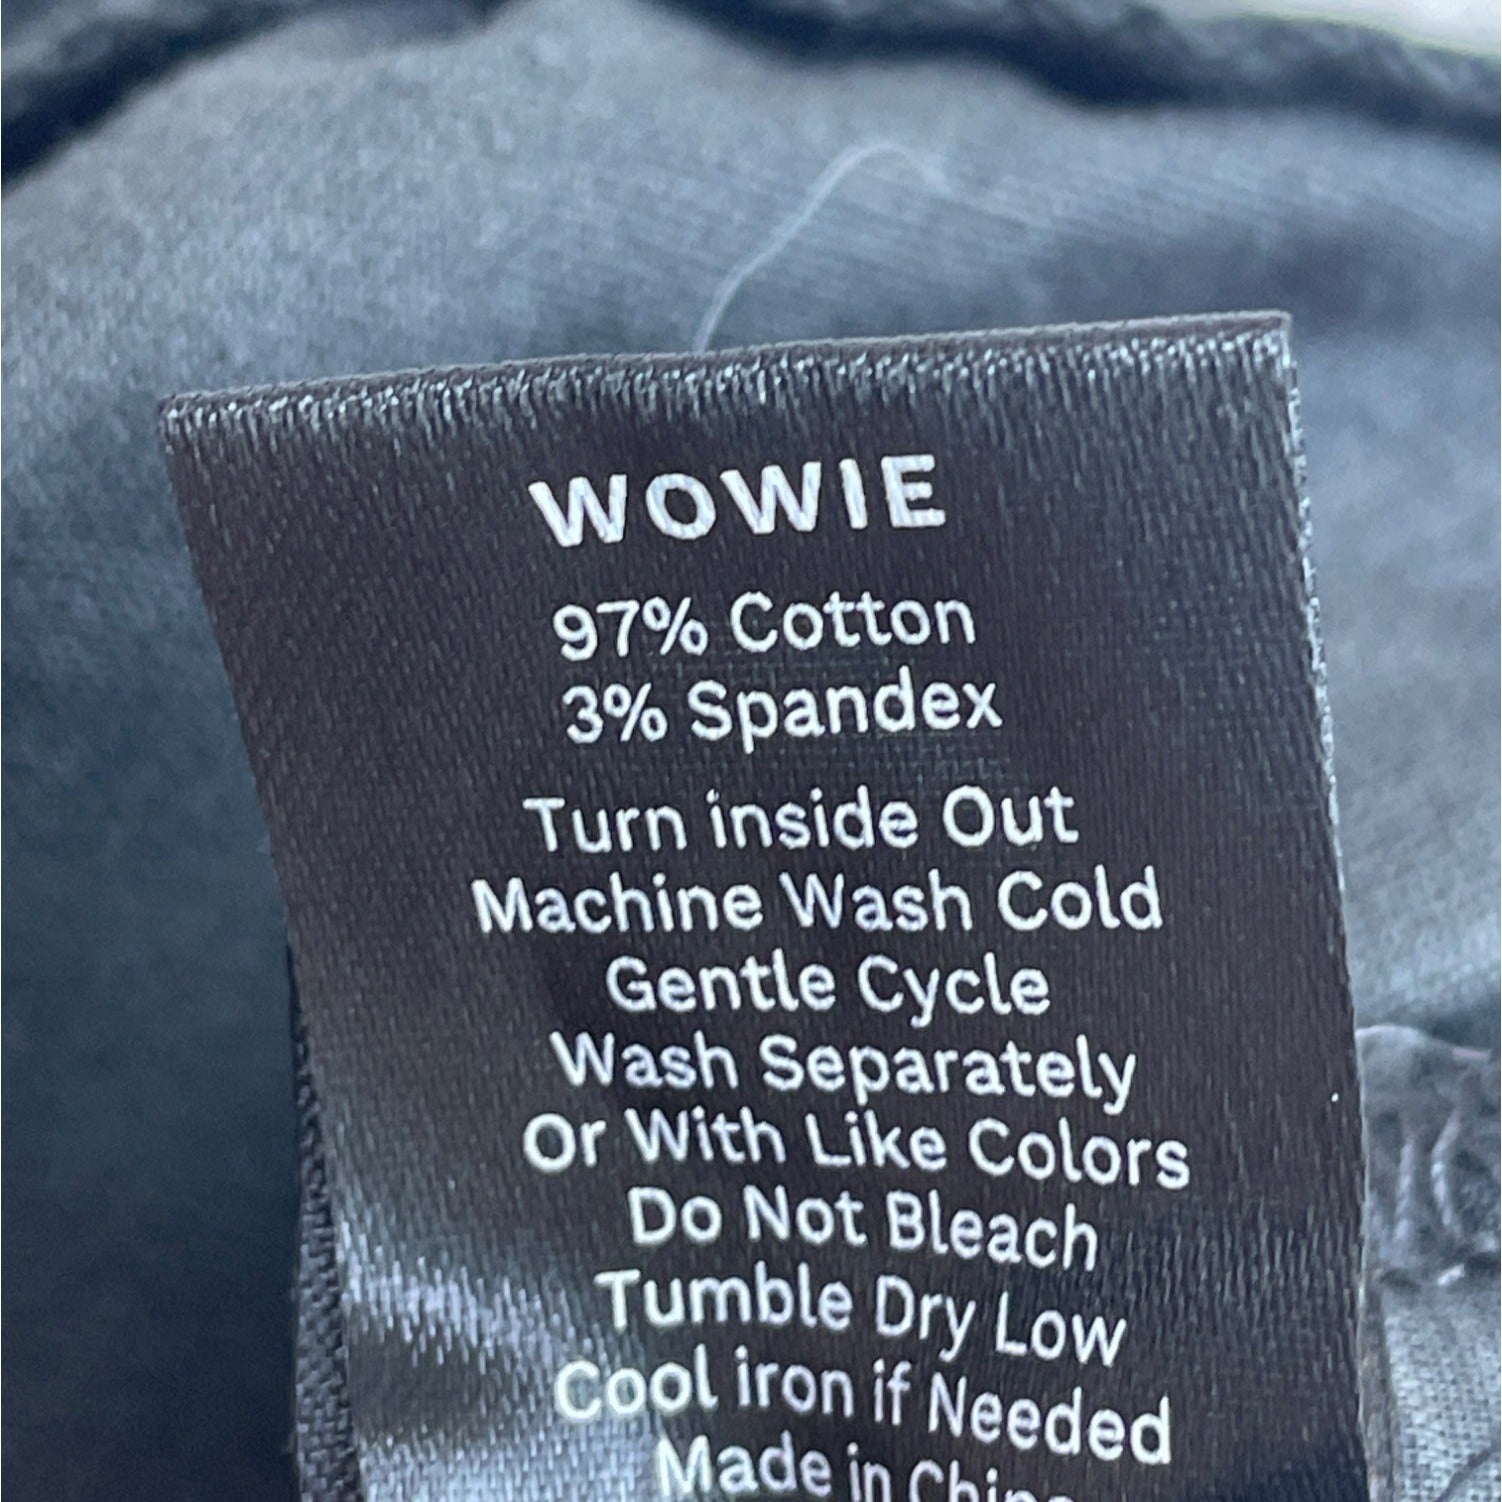 WOWIE
97% Cotton
3% Spandex
Turn inside Out
Machine Wash Cold
Gentle Cycle
Wash Separately
Or With Like Colors
Do Not Bleach
Tumble Dry Low
Cool iron if Needed
Made in China